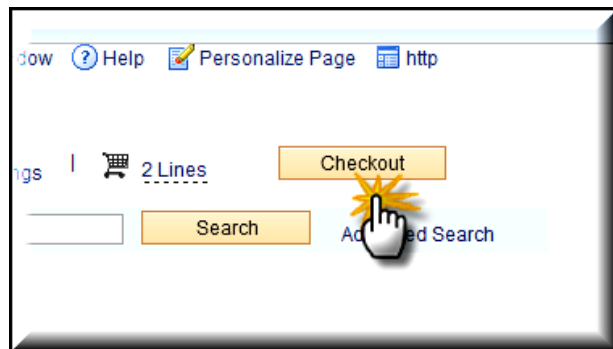 dow Help Personalize Page http
ngs | 2 Lines Checkout
Search Ad ed Search